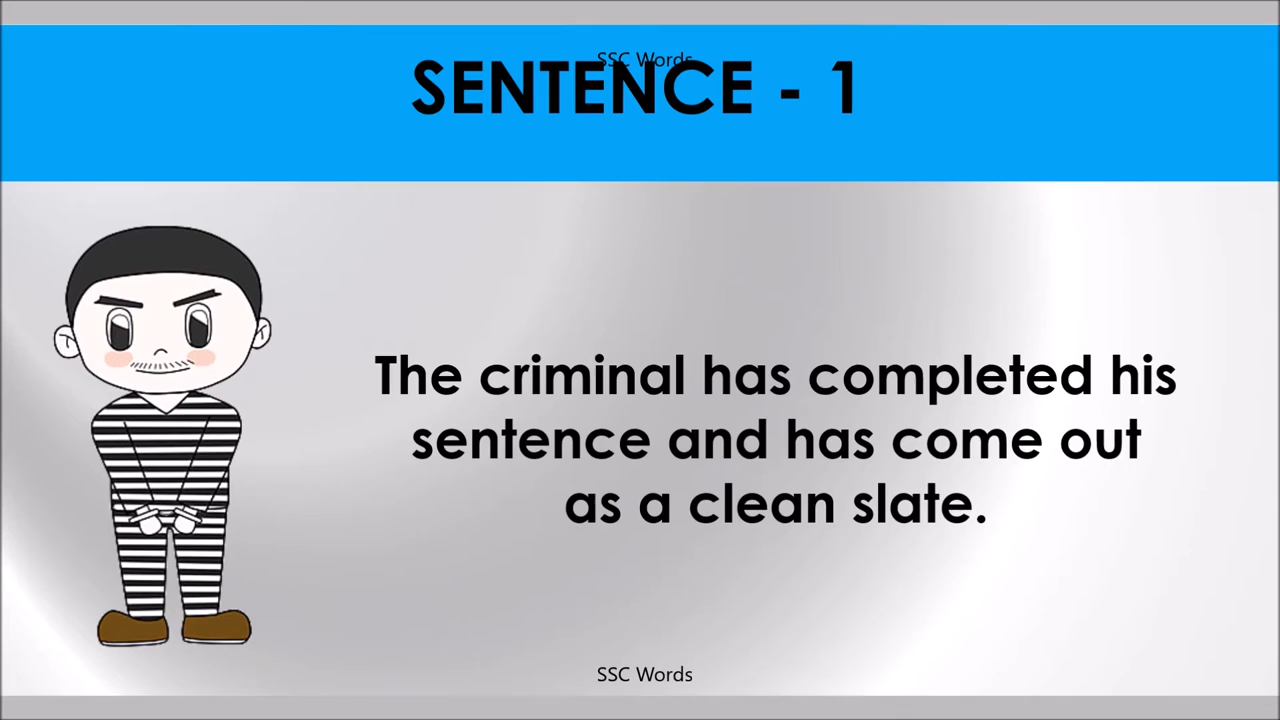 SSC Words
SENTENCE - 1
The criminal has completed his
sentence and has come out
as a clean slate.
SSC Words